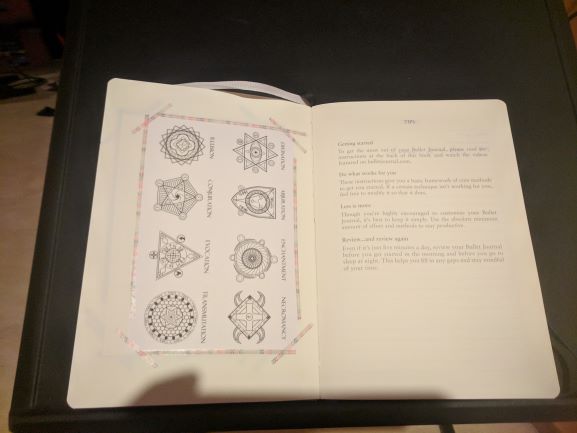 DIVINATION
ABJURATION
ENCHANTMENT
NECROMANCY
ILLUSION
CONJURATION
EVOCATION
TRANSMUTATION
TIPS
Getting started
To get the most out of your Bullet Journal, please read the
instructions at the back of this book and watch the videos
featured on bulletjournal.com.
Do what works for you
These instructions give you a basic framework of core methods
to get you started. If a certain technique isn't working for you,
feel free to modify it so that it does.
Less is more
Though you're highly encouraged to customize your Bullet
Journal, aim to keep it simple. Use the absolute minimum
amount of effort and methods to stay productive.
Review...and review again
Even if it's just five minutes a day, review your Bullet Journal
before you get started in the morning and before you go to
sleep at night. This helps you fill in any gaps and stay mindful
of your time.